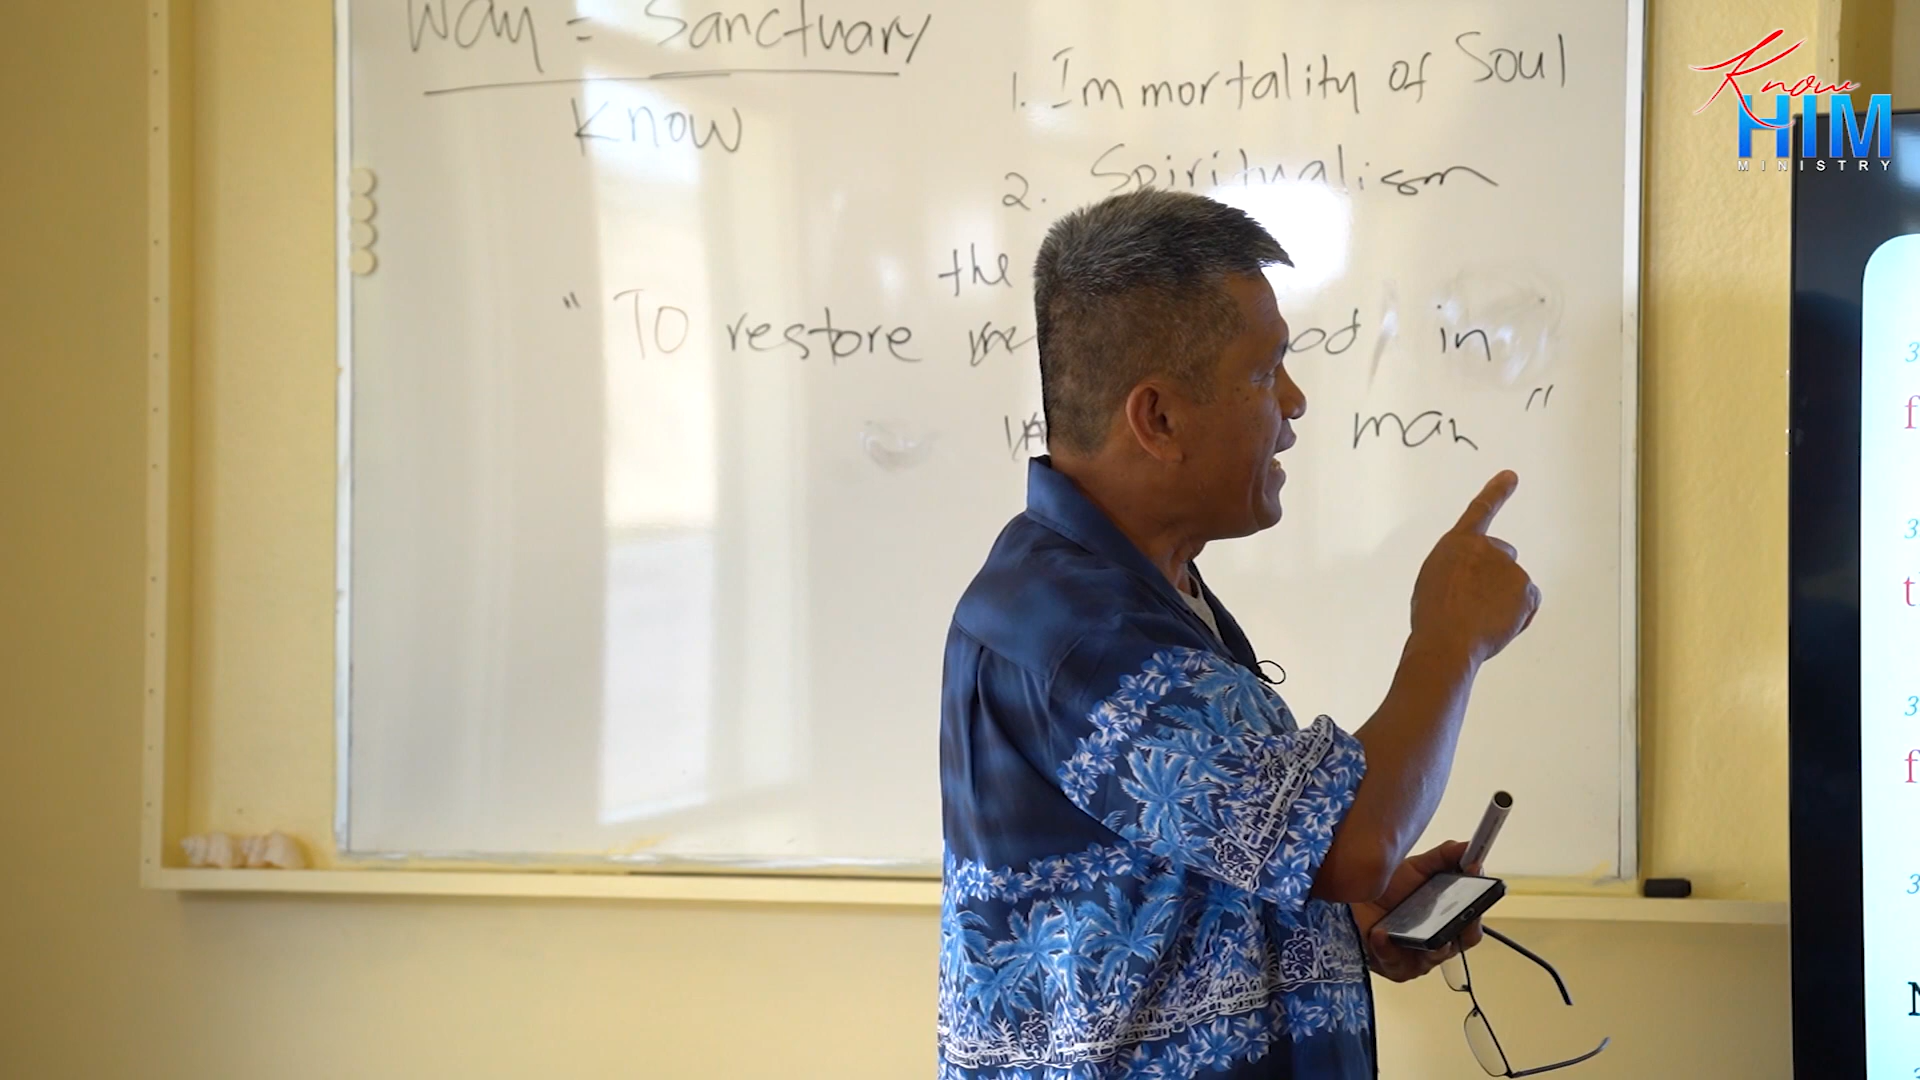 Way = Sanctuary
Know
1. Immortality of Soul
2. Spiritualism
the
" To restore in
man "
Know
HIM
MINISTRY